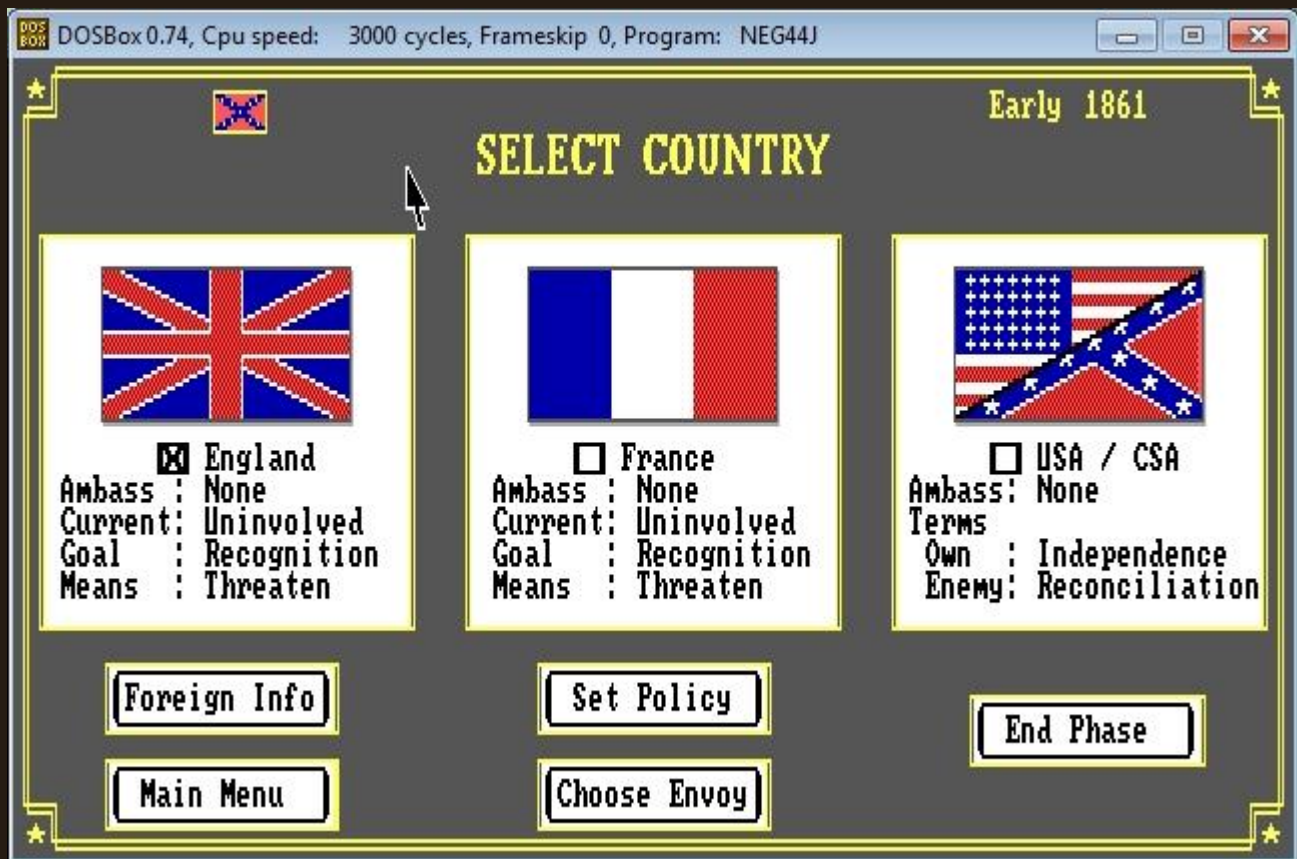 DOS BOX DOSBox 0.74, Cpu speed: 3000 cycles, Frameskip 0, Program: NEG44J
Early 1861
SELECT COUNTRY
England
Ambass : None
Current: Uninvolved
Goal : Recognition
Means : Threaten
France
Ambass : None
Current: Uninvolved
Goal : Recognition
Means : Threaten
USA / CSA
Ambass: None
Terms
Own : Independence
Enemy: Reconciliation
Foreign Info
Set Policy
End Phase
Main Menu
Choose Envoy